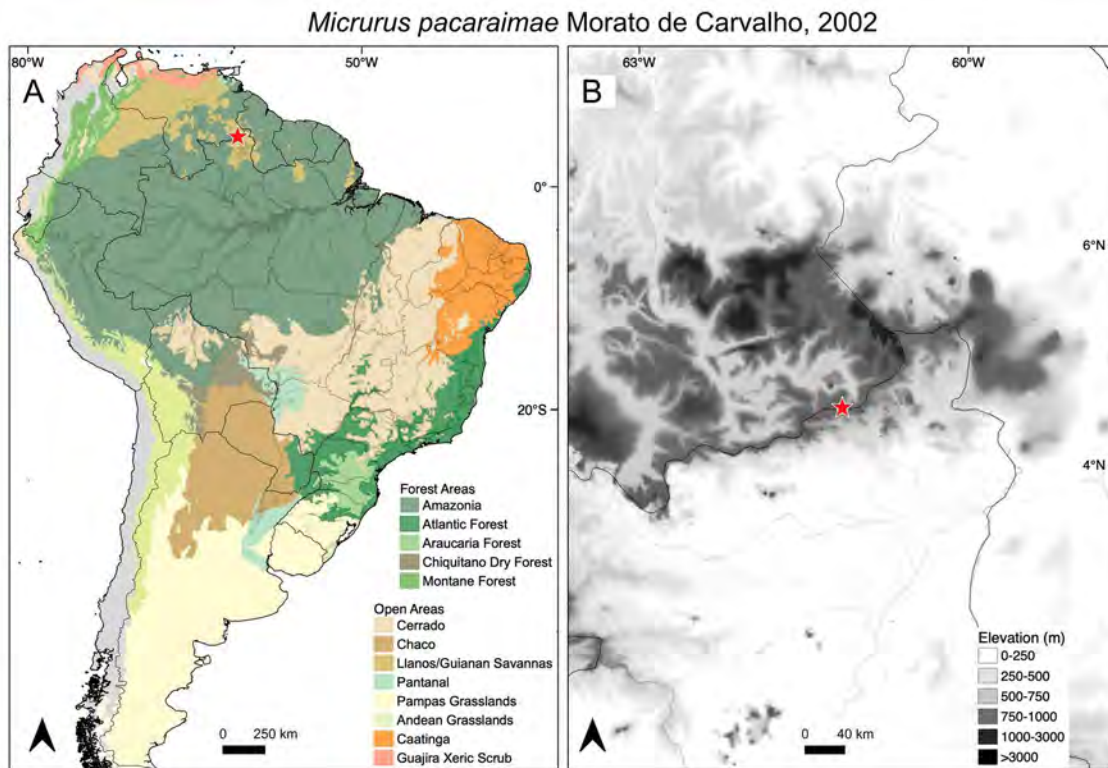 Micrurus pacaraimae Morato de Carvalho, 2002
80°W
50°W
A
0°
20°S
Forest Areas
Amazonia
Atlantic Forest
Araucaria Forest
Chiquitano Dry Forest
Montane Forest
Open Areas
Cerrado
Chaco
Llanos/Guianan Savannas
Pantanal
Pampas Grasslands
Andean Grasslands
Caatinga
Guajira Xeric Scrub
0 250 km
63°W
60°W
B
6°N
4°N
Elevation (m)
0-250
250-500
500-750
750-1000
1000-3000
>3000
0 40 km